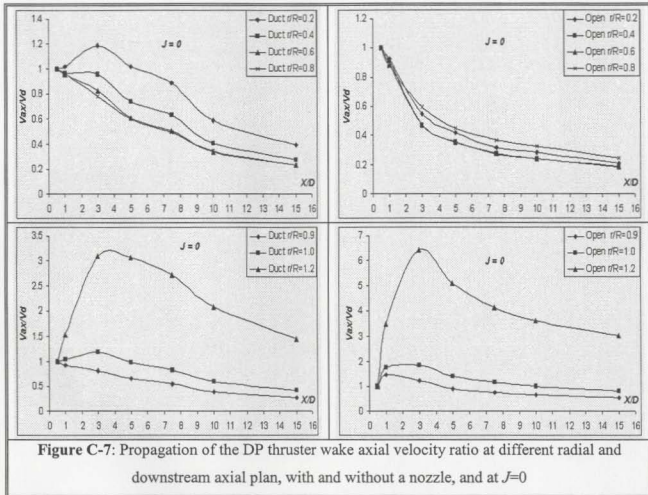 1.4
1.2
1
0.8
0.6
0.4
0.2
0
Vax/Vd
J = 0
Duct r/R=0.2
Duct r/R=0.4
Duct r/R=0.6
Duct r/R=0.8
X/D
0 1 2 3 4 5 6 7 8 9 10 11 12 13 14 15 16
1.2
1
0.8
0.6
0.4
0.2
0
Vax/Vd
J = 0
Open r/R=0.2
Open r/R=0.4
Open r/R=0.6
Open r/R=0.8
X/D
0 1 2 3 4 5 6 7 8 9 10 11 12 13 14 15 16
3.5
3
2.5
2
1.5
1
0.5
0
Vax/Vd
J = 0
Duct r/R=0.9
Duct r/R=1.0
Duct r/R=1.2
X/D
0 1 2 3 4 5 6 7 8 9 10 11 12 13 14 15 16
7
6
5
4
3
2
1
0
Vax/Vd
J = 0
Open r/R=0.9
Open r/R=1.0
Open r/R=1.2
X/D
0 1 2 3 4 5 6 7 8 9 10 11 12 13 14 15 16
Figure C-7: Propagation of the DP thruster wake axial velocity ratio at different radial and
downstream axial plan, with and without a nozzle, and at J=0